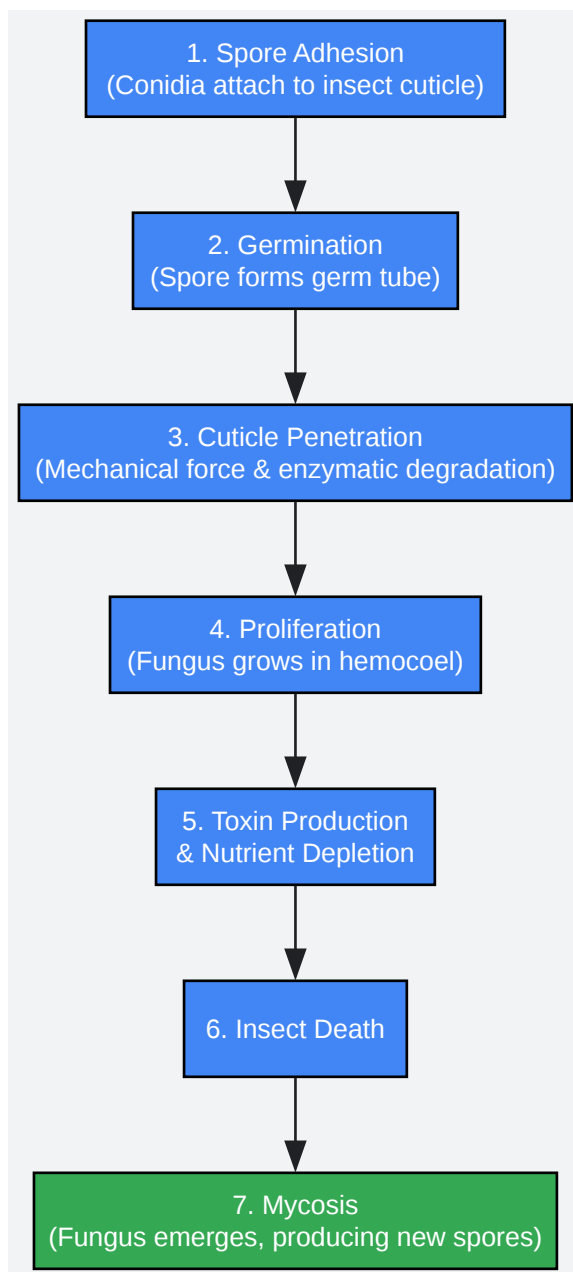 1. Spore Adhesion
(Conidia attach to insect cuticle)
2. Germination
(Spore forms germ tube)
3. Cuticle Penetration
(Mechanical force & enzymatic degradation)
4. Proliferation
(Fungus grows in hemocoel)
5. Toxin Production
& Nutrient Depletion
6. Insect Death
7. Mycosis
(Fungus emerges, producing new spores)